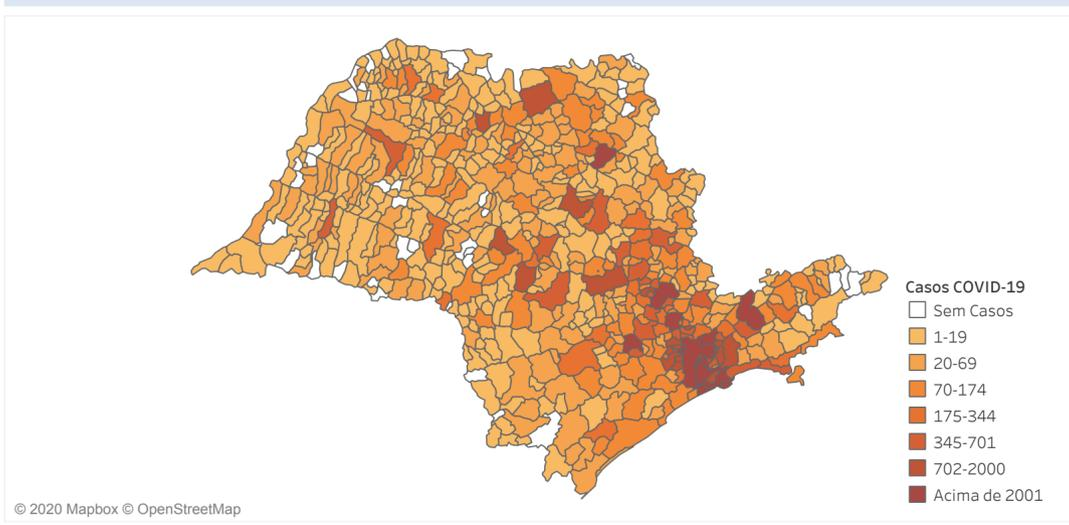 Casos COVID-19
Sem Casos
1-19
20-69
70-174
175-344
345-701
702-2000
Acima de 2001
© 2020 Mapbox © OpenStreetMap